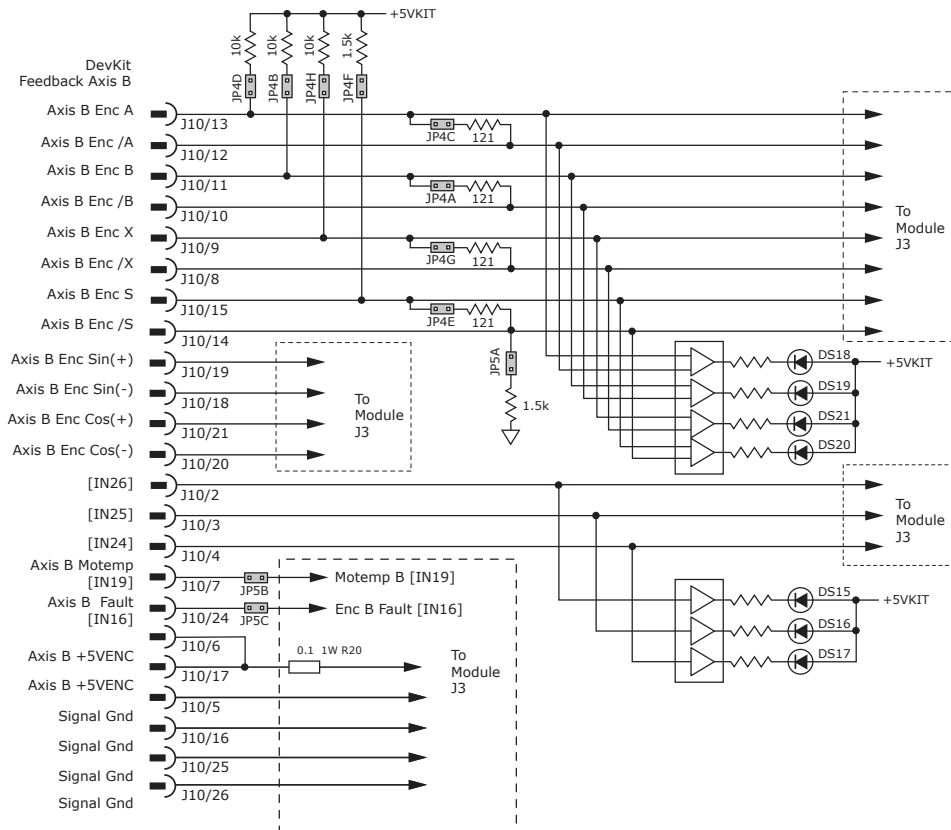 +5VKIT
10k
10k
10k
1.5k
JP4D
JP4B
JP4H
JP4F
DevKit
Feedback Axis B
Axis B Enc A
J10/13
JP4C
121
Axis B Enc /A
J10/12
Axis B Enc B
J10/11
JP4A
121
Axis B Enc /B
J10/10
Axis B Enc X
J10/9
JP4G
121
Axis B Enc /X
J10/8
Axis B Enc S
J10/15
JP4E
121
Axis B Enc /S
J10/14
To
Module
J3
JP5A
1.5k
DS18
+5VKIT
DS19
DS21
DS20
Axis B Enc Sin(+)
J10/19
Axis B Enc Sin(-)
J10/18
Axis B Enc Cos(+)
J10/21
Axis B Enc Cos(-)
J10/20
To
Module
J3
[IN26]
J10/2
[IN25]
J10/3
[IN24]
J10/4
To
Module
J3
Axis B Motemp
[IN19]
J10/7
JP5B
Motemp B [IN19]
Axis B Fault
[IN16]
J10/24
JP5C
Enc B Fault [IN16]
DS15
+5VKIT
DS16
DS17
J10/6
Axis B +5VENC
J10/17
0.1 1W R20
To
Module
J3
Axis B +5VENC
J10/5
Signal Gnd
J10/16
Signal Gnd
J10/25
Signal Gnd
J10/26
Signal Gnd